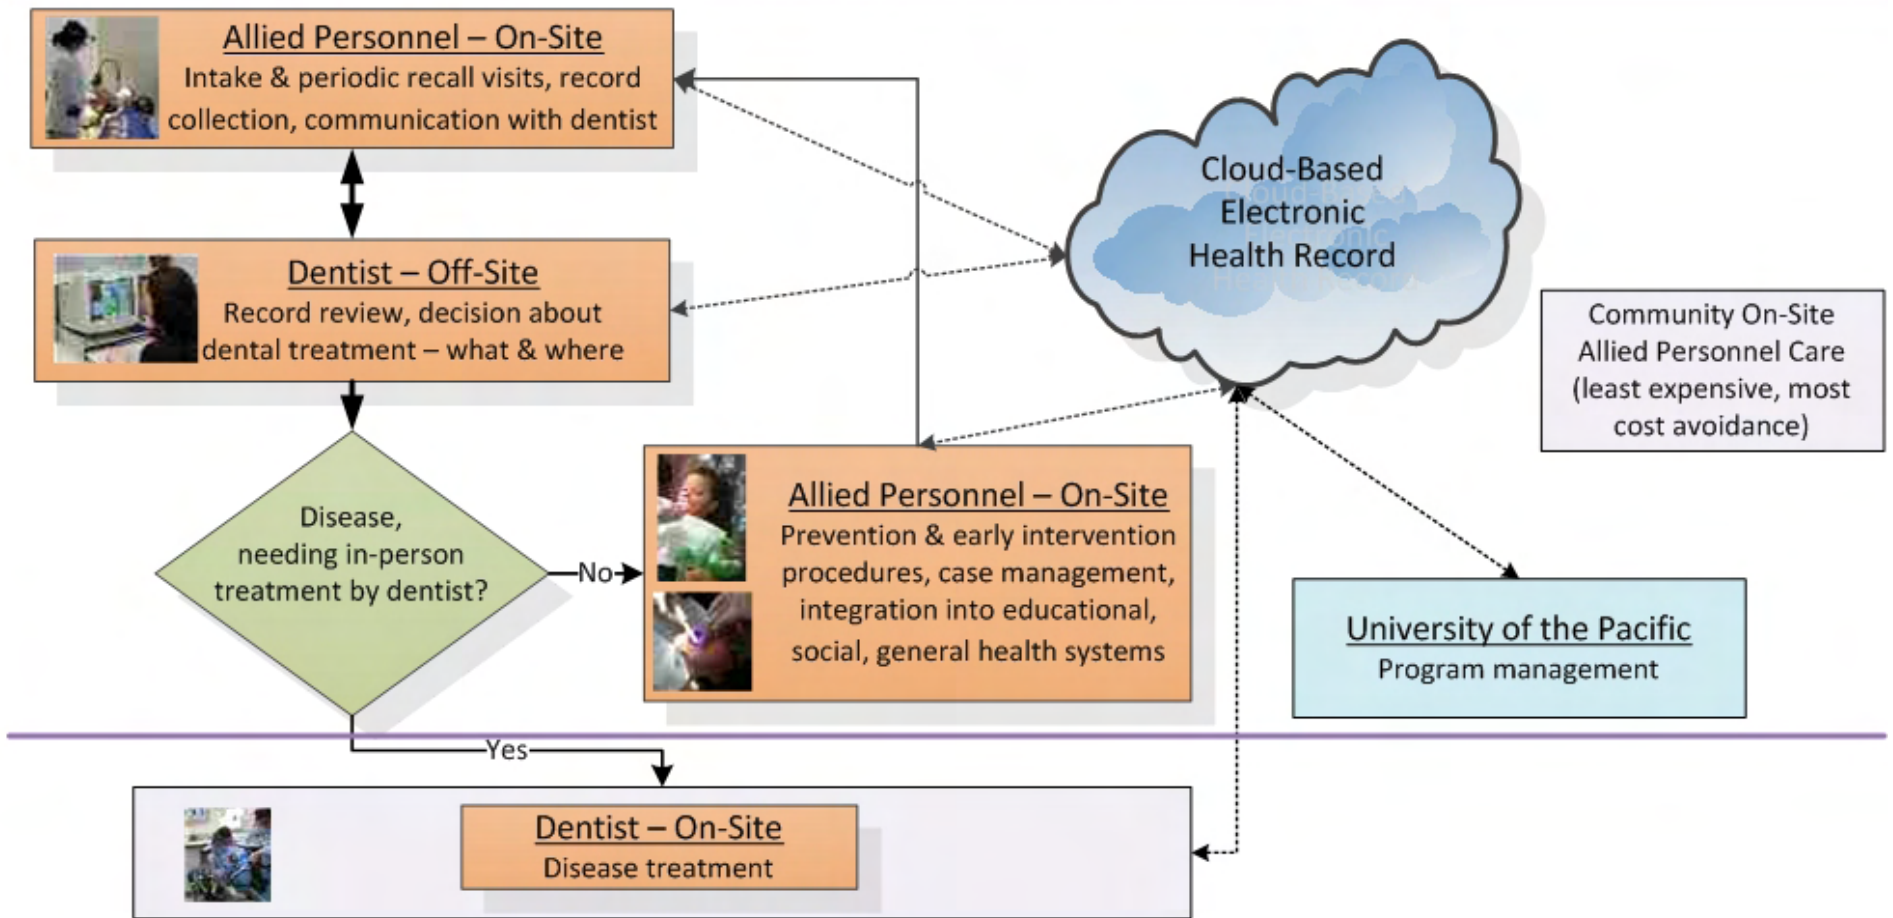 Allied Personnel – On-Site
Intake & periodic recall visits, record
collection, communication with dentist
Dentist – Off-Site
Record review, decision about
dental treatment – what & where
Disease,
needing in-person
treatment by dentist?
No
Allied Personnel – On-Site
Prevention & early intervention
procedures, case management,
integration into educational,
social, general health systems
Cloud-Based
Electronic
Health Record
Community On-Site
Allied Personnel Care
(least expensive, most
cost avoidance)
University of the Pacific
Program management
Yes
Dentist – On-Site
Disease treatment